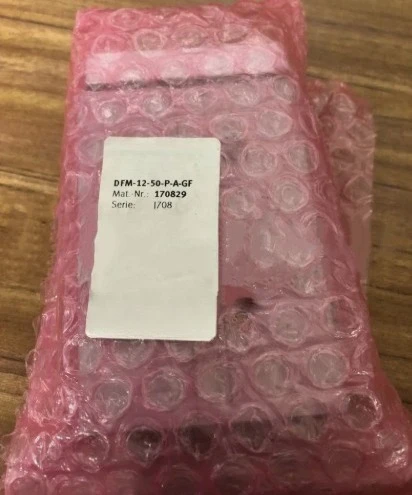 DFM-12-50-P-A-GF
Mat.-Nr.: 170829
Serie: J708